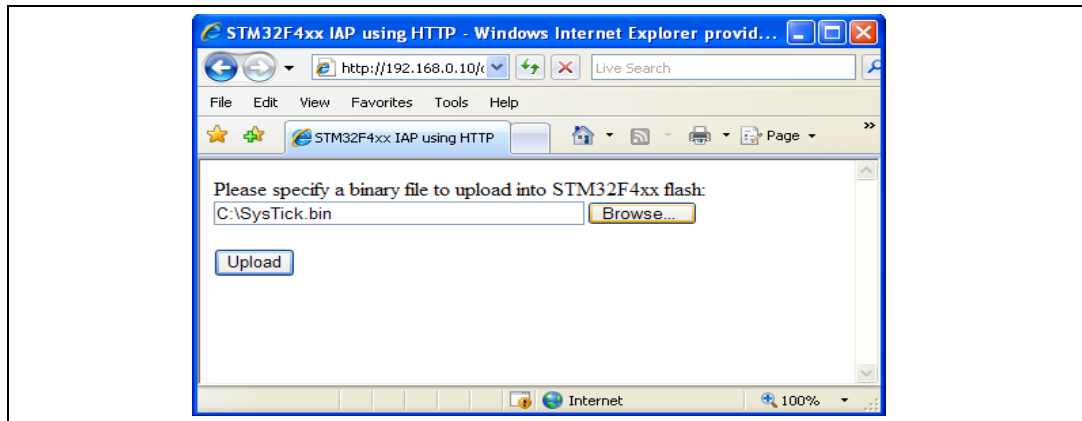 STM32F4xx IAP using HTTP - Windows Internet Explorer provid...
http://192.168.0.10/c
Live Search
File Edit View Favorites Tools Help
STM32F4xx IAP using HTTP
Page
»
Please specify a binary file to upload into STM32F4xx flash:
C:\SysTick.bin
Browse...
Upload
Internet
100%